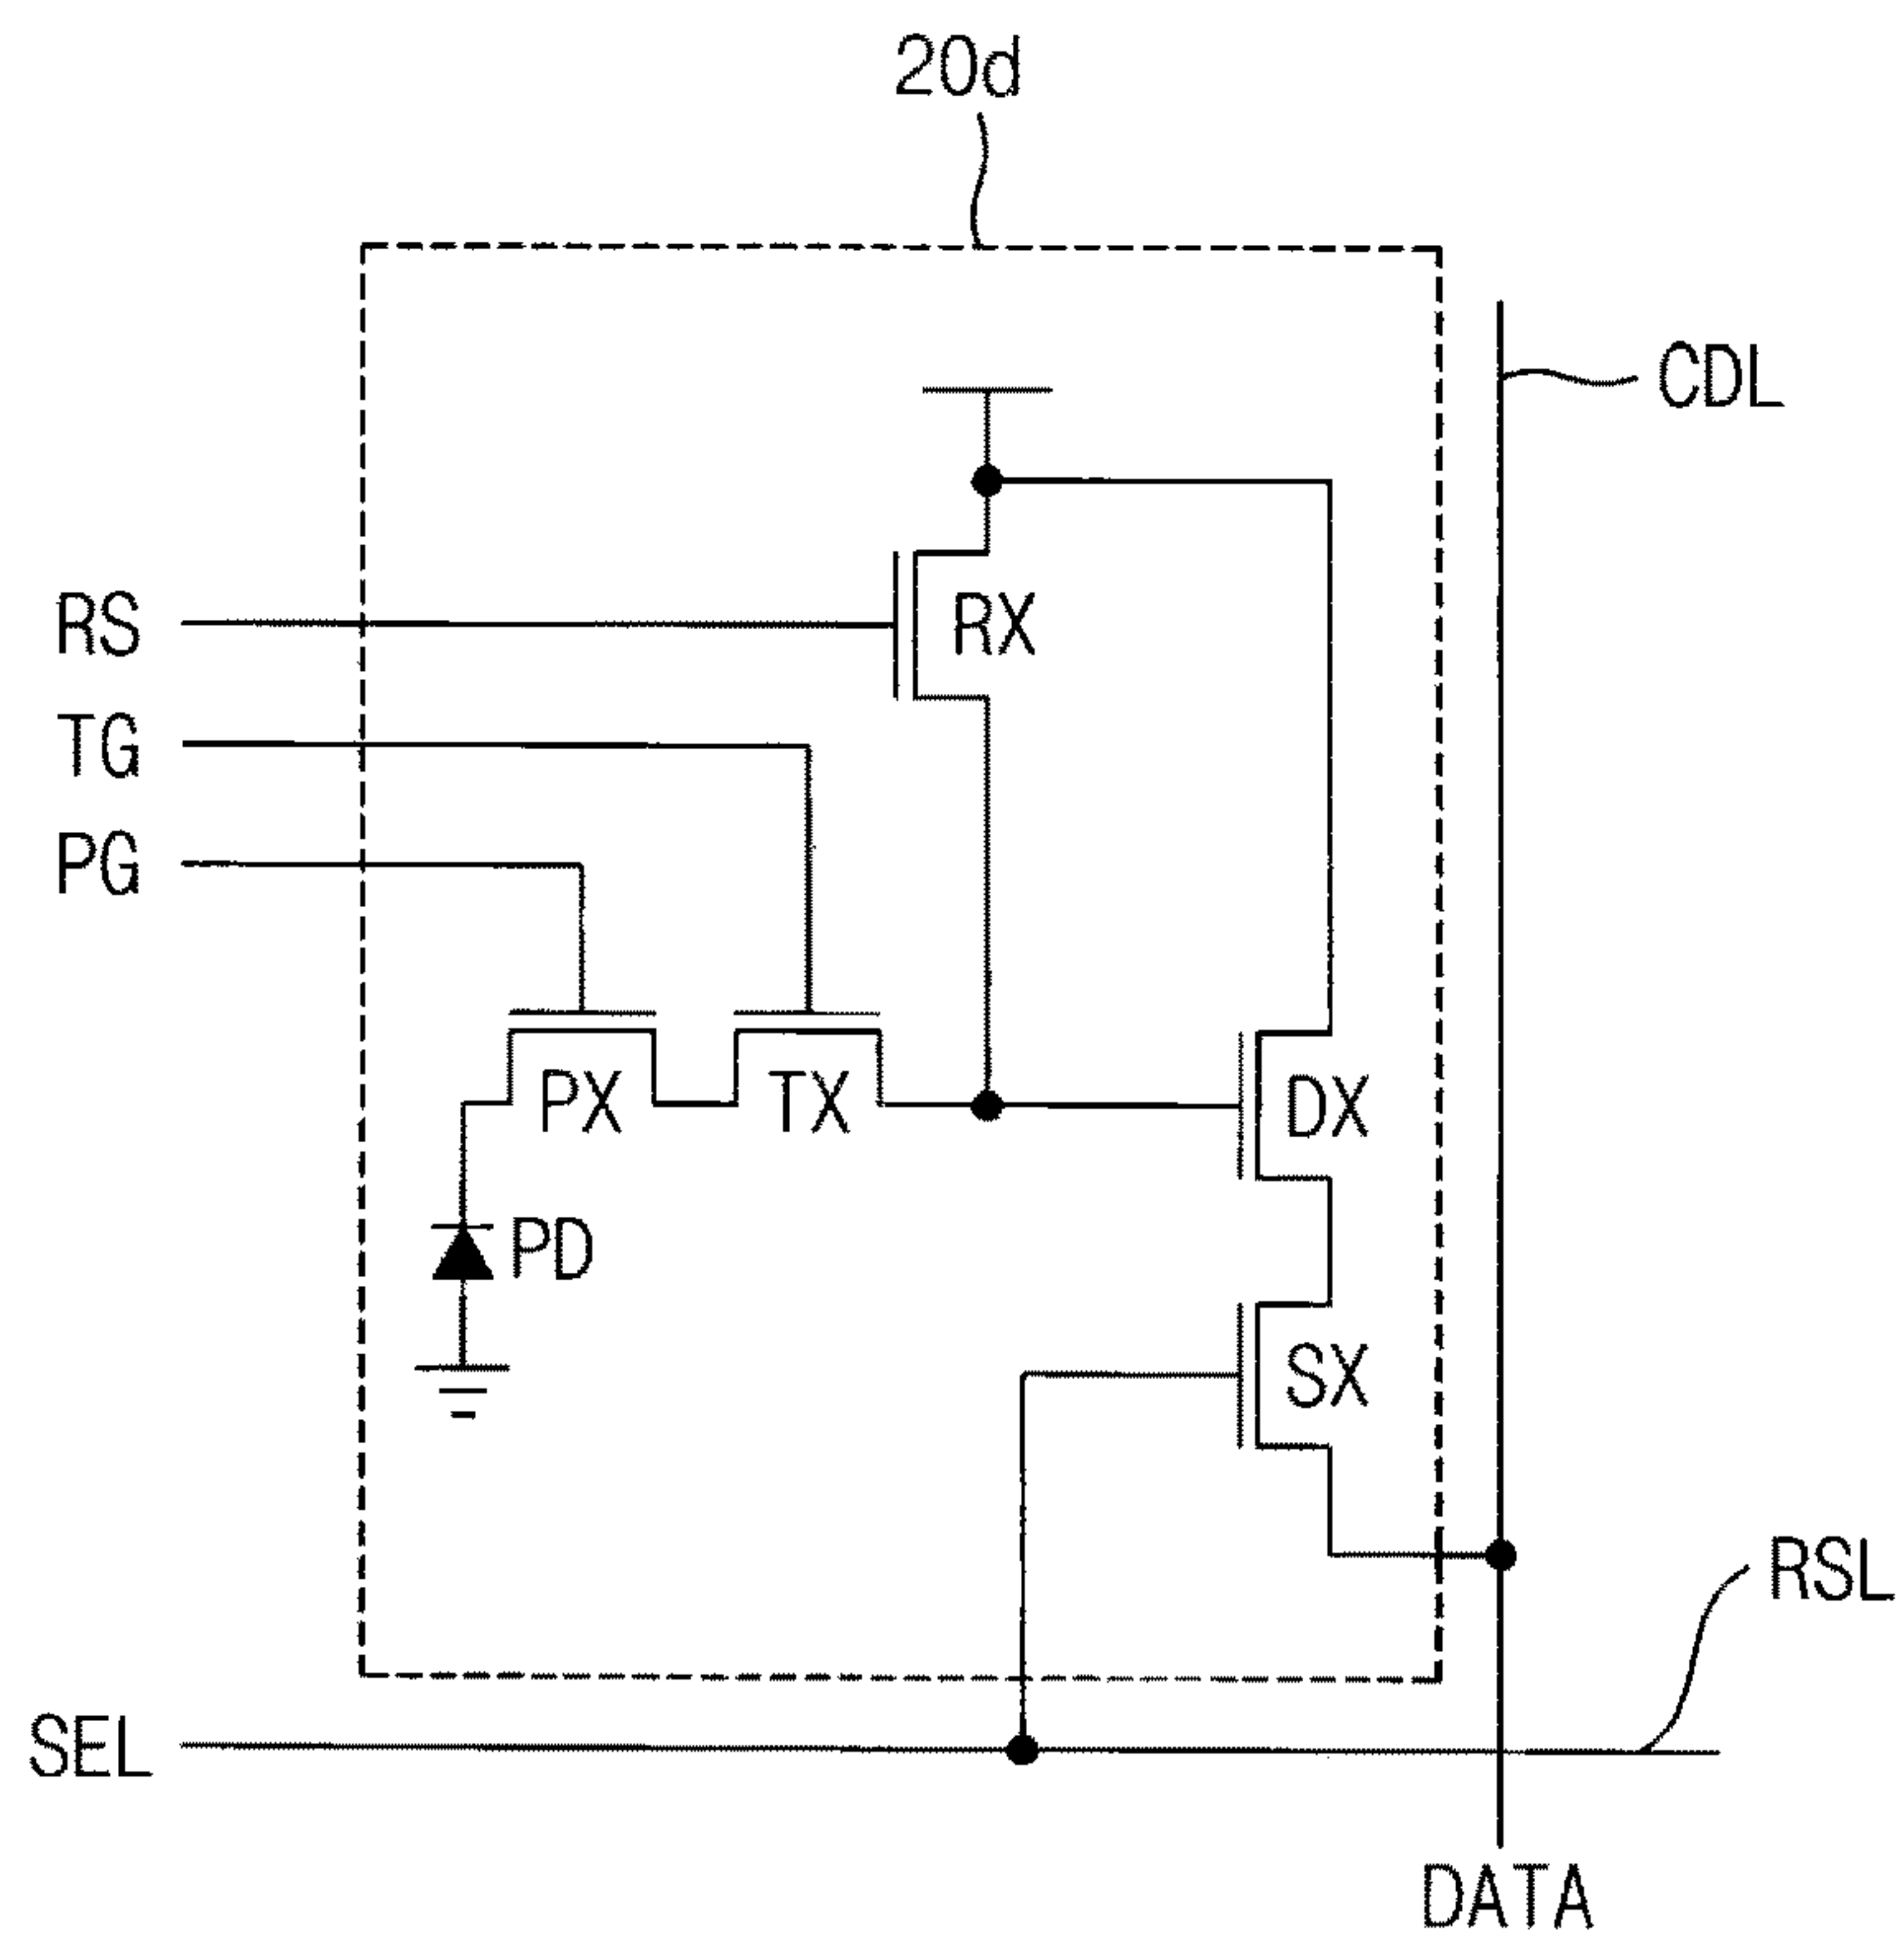 20d
CDL
RS
RX
TG
PG
PX
TX
DX
PD
SX
RSL
SEL
DATA